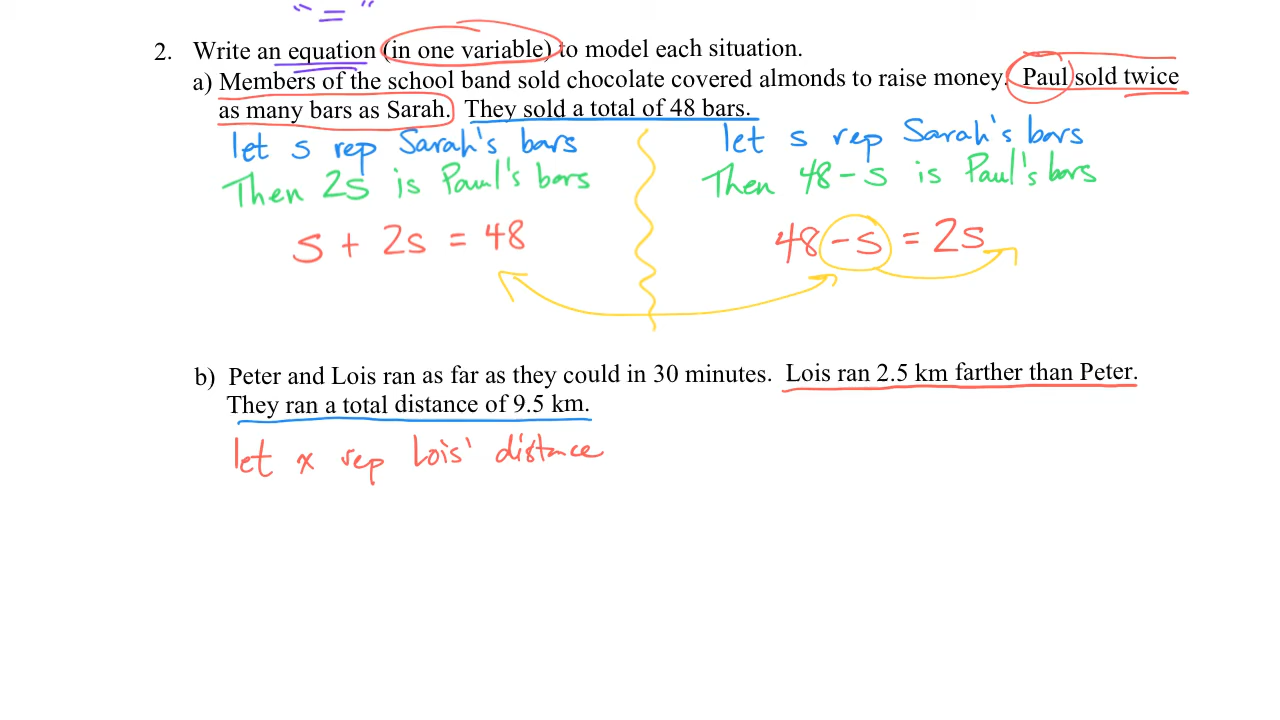 "="
2. Write an equation (in one variable) to model each situation.
a) Members of the school band sold chocolate covered almonds to raise money. Paul sold twice
as many bars as Sarah. They sold a total of 48 bars.
let s rep Sarah's bars
Then 2s is Paul's bars
s + 2s = 48
let s rep Sarah's bars
Then 48 - s is Paul's bars
48 - s = 2s
b) Peter and Lois ran as far as they could in 30 minutes. Lois ran 2.5 km farther than Peter.
They ran a total distance of 9.5 km.
let x rep Lois' distance